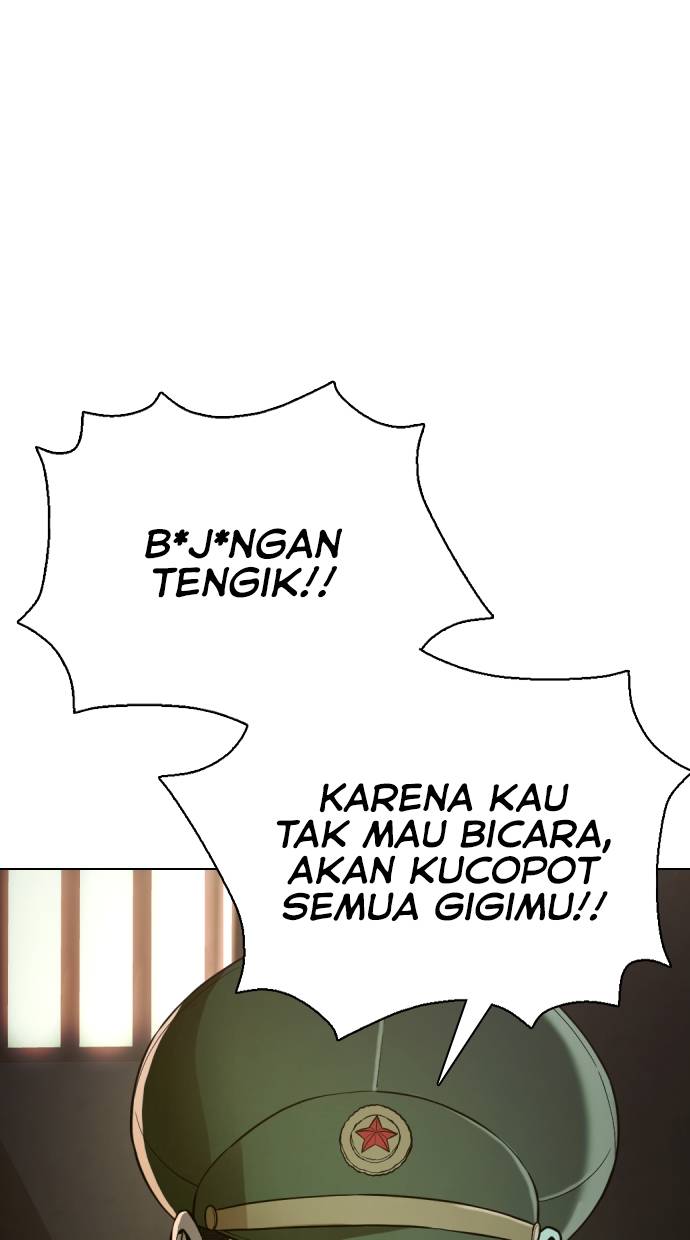 B*J*NGAN
TENGIK!!
KARENA KAU
TAK MAU BICARA,
AKAN KUCOPOT
SEMUA GIGIMU!!